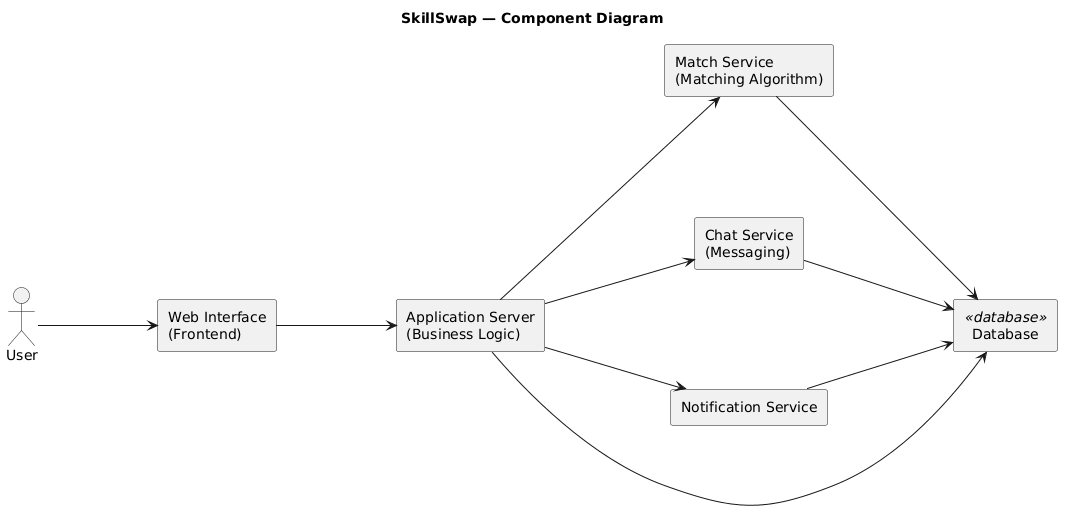 SkillSwap — Component Diagram
Match Service
(Matching Algorithm)
Chat Service
(Messaging)
User
Web Interface
(Frontend)
Application Server
(Business Logic)
«database»
Database
Notification Service